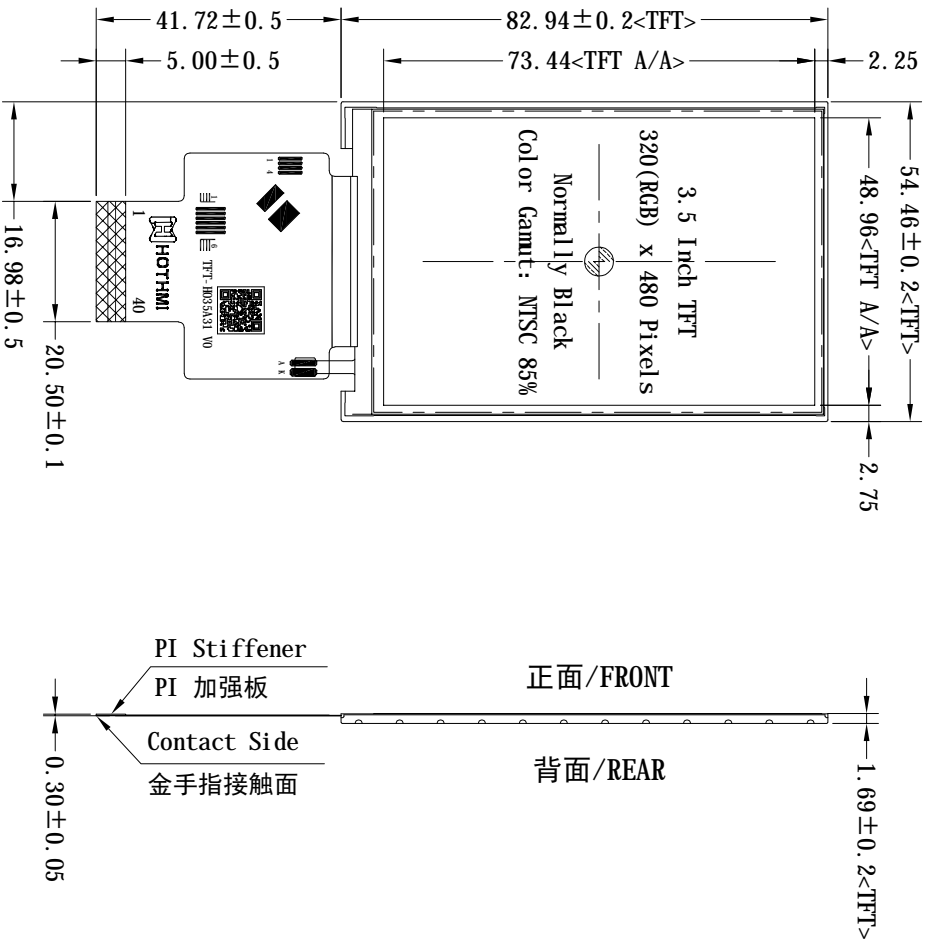 41.72±0.5
82.94±0.2<TFT>
5.00±0.5
73.44<TFT A/A>
2.25
54.46±0.2<TFT>
48.96<TFT A/A>
2.75
16.98±0.5
20.50±0.1
3.5 Inch TFT
320(RGB) x 480 Pixels
Normally Black
Color Gamut: NTSC 85%
1 4
1 6
TFT-H035A31 V0
HOTHMI
1 40
A K
PI Stiffener
PI 加强板
Contact Side
金手指接触面
正面/FRONT
背面/REAR
0.30±0.05
1.69±0.2<TFT>